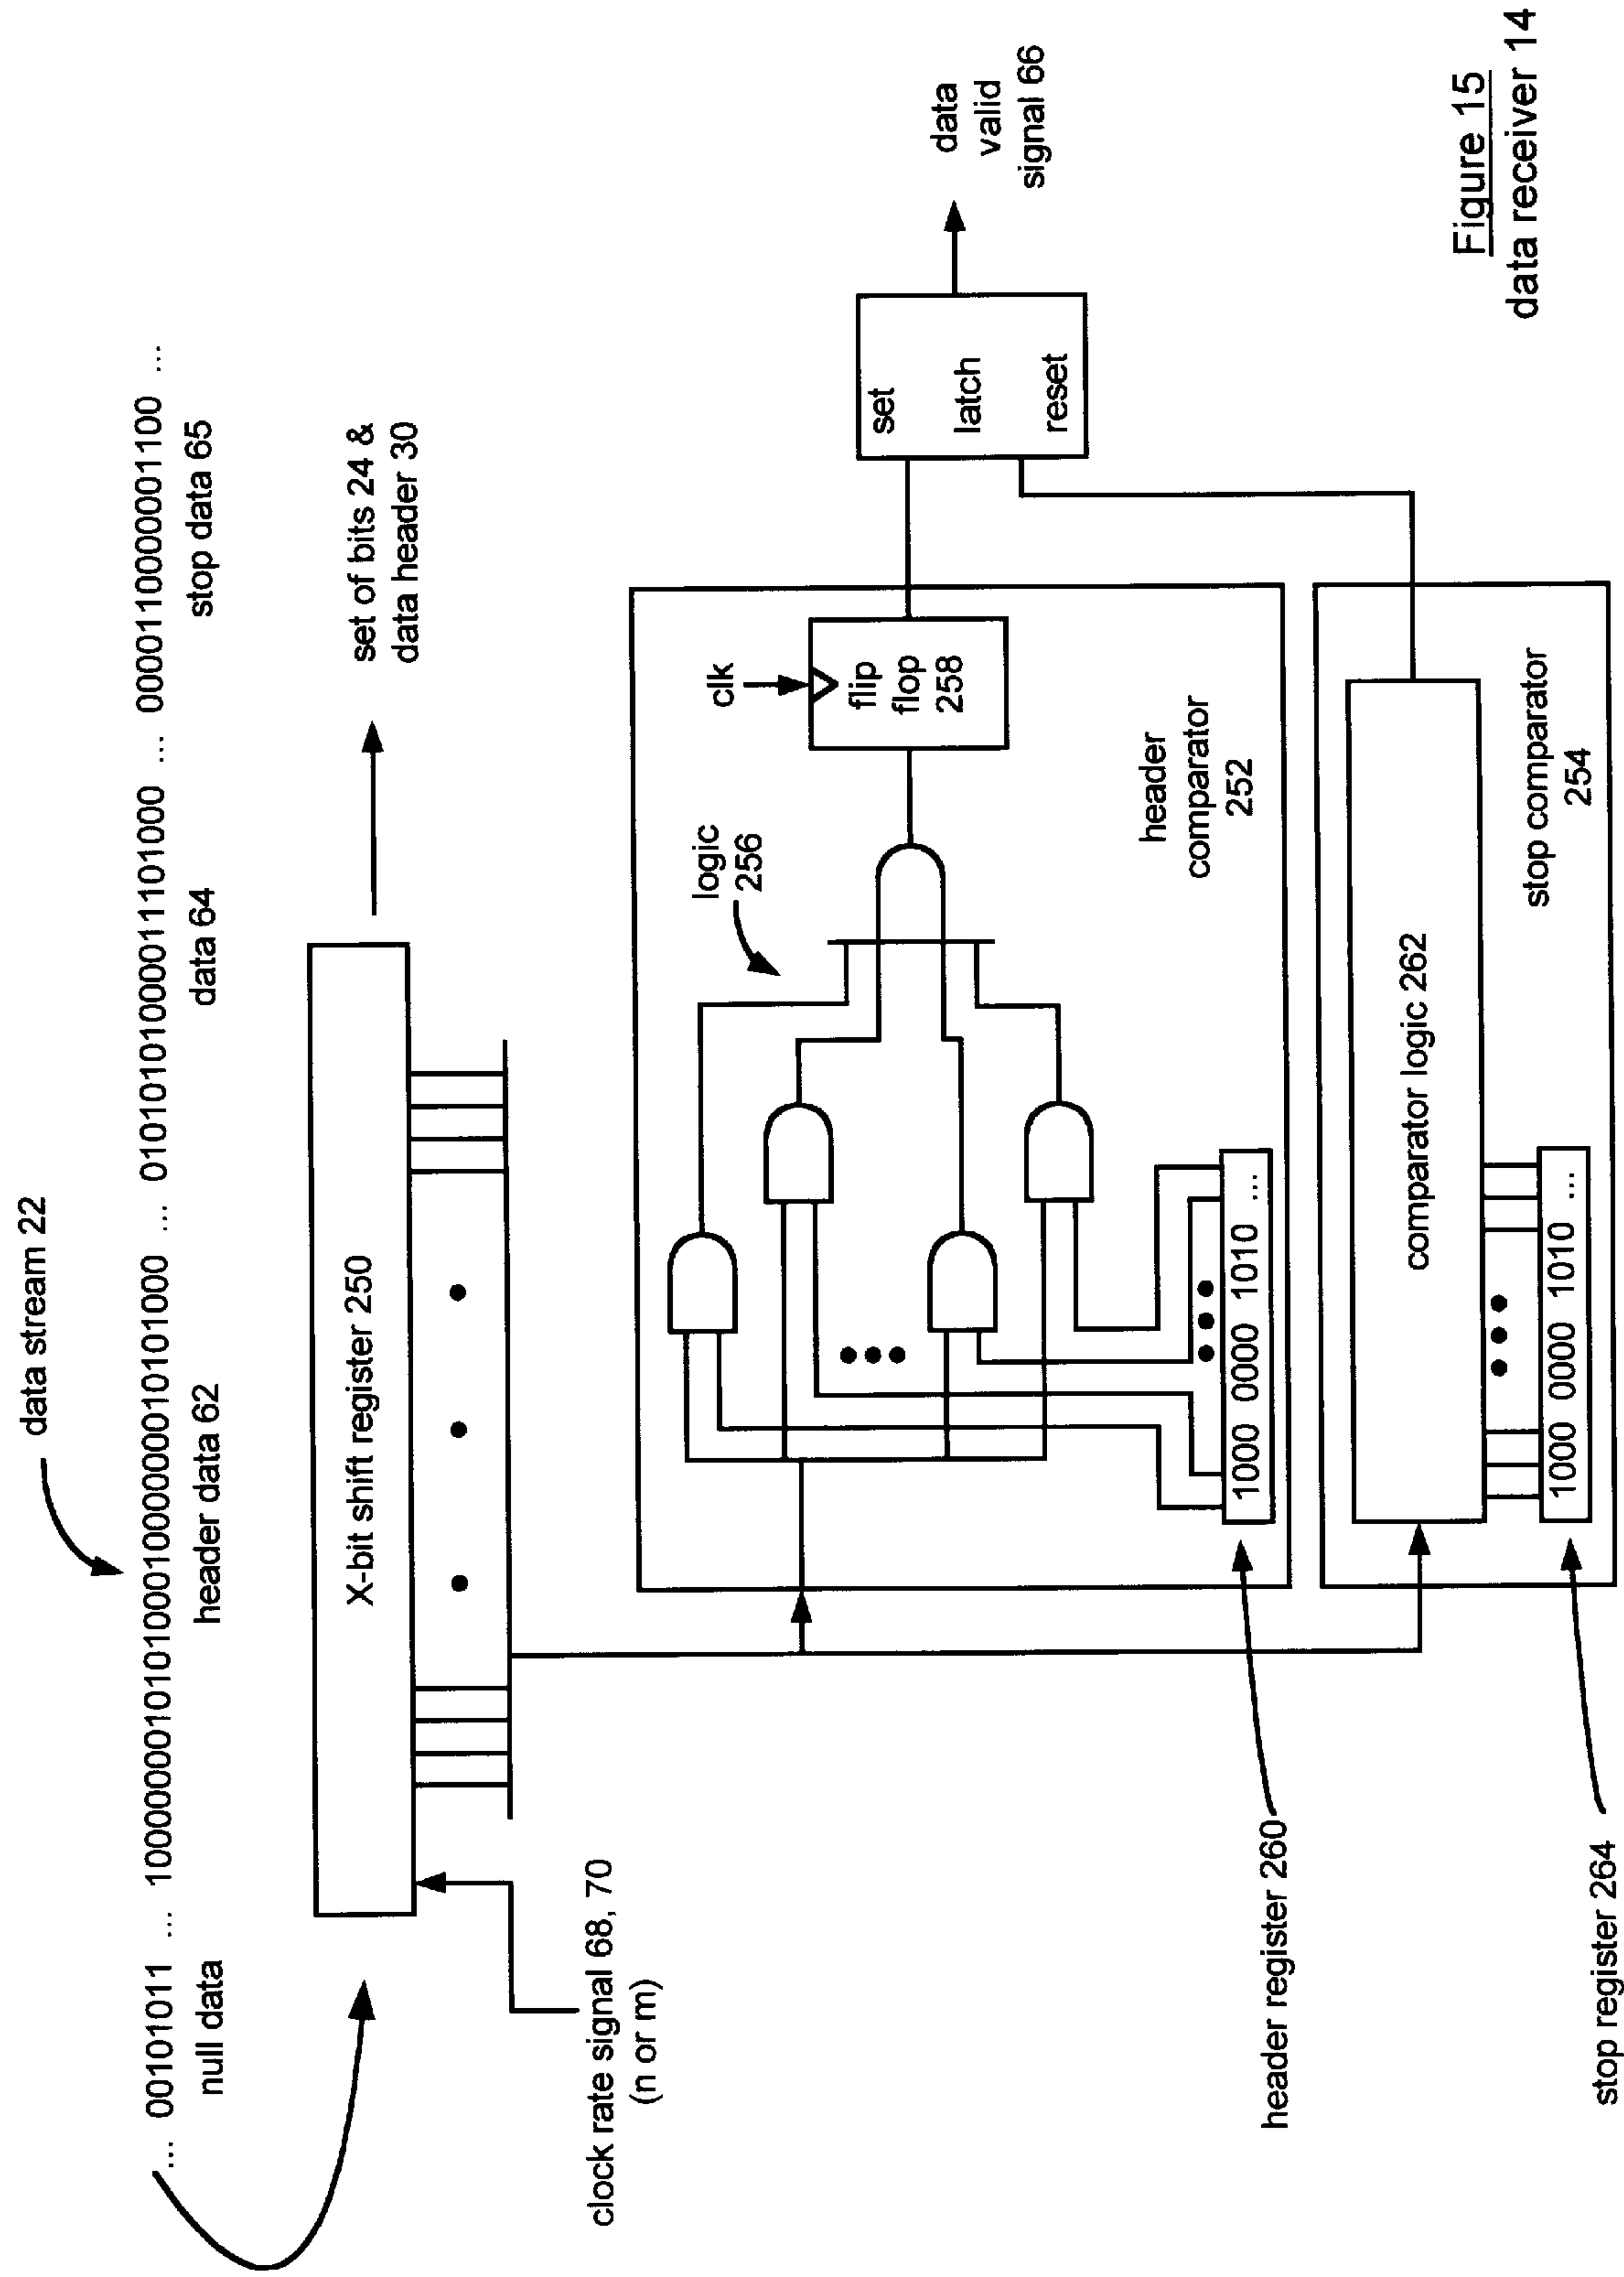 data stream 22
... 00101011 ... ... ... ...
null data
header data 62
data 64
stop data 65
X-bit shift register 250
set of bits 24 &
data header 30
clock rate signal 68, 70
(n or m)
logic
256
clk
flip
flop
258
set
latch
reset
data
valid
signal 66
header
comparator
252
1000 0000 1010 ...
header register 260
comparator logic 262
1000 0000 1010 ...
stop comparator
254
stop register 264
Figure 15
data receiver 14